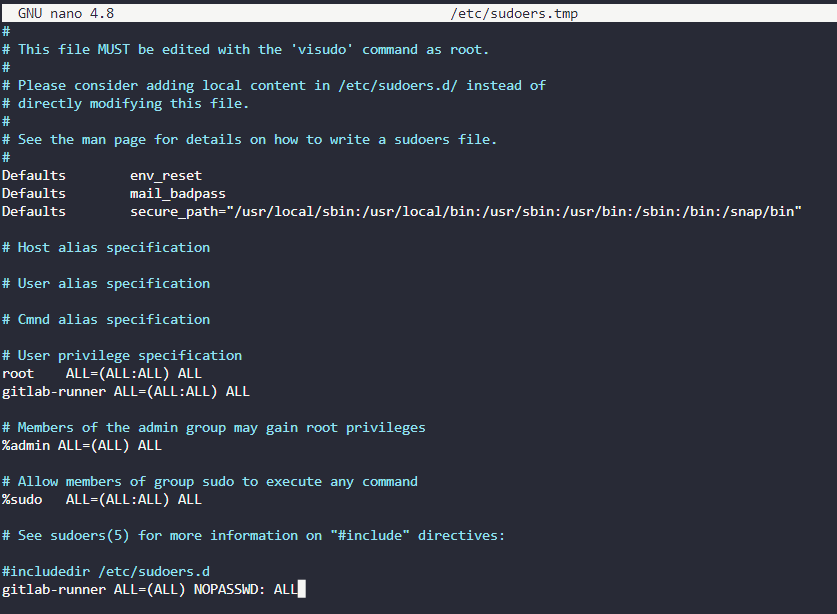 GNU nano 4.8 /etc/sudoers.tmp
#
# This file MUST be edited with the 'visudo' command as root.
#
# Please consider adding local content in /etc/sudoers.d/ instead of
# directly modifying this file.
#
# See the man page for details on how to write a sudoers file.
#
Defaults        env_reset
Defaults        mail_badpass
Defaults        secure_path="/usr/local/sbin:/usr/local/bin:/usr/sbin:/usr/bin:/sbin:/bin:/snap/bin"
# Host alias specification
# User alias specification
# Cmnd alias specification
# User privilege specification
root    ALL=(ALL:ALL) ALL
gitlab-runner ALL=(ALL:ALL) ALL
# Members of the admin group may gain root privileges
%admin ALL=(ALL) ALL
# Allow members of group sudo to execute any command
%sudo   ALL=(ALL:ALL) ALL
# See sudoers(5) for more information on "#include" directives:
#includedir /etc/sudoers.d
gitlab-runner ALL=(ALL) NOPASSWD: ALL